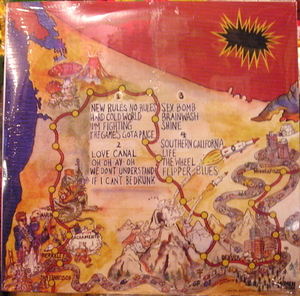 1
NEW RULES NO RULES
HARD COLD WORLD
I'M FIGHTING
THE GAMES GOT A PRICE
2
LOVE CANAL
OH OH AY OH
WE DON'T UNDERSTAND
IF I CAN'T BE DRUNK
3
SEX BOMB
BRAINWASH
SHINE
4
SOUTHERN CALIFORNIA
LIFE
THE WHEEL
FLIPPER BLUES
SACRAMENTO
BERKELEY